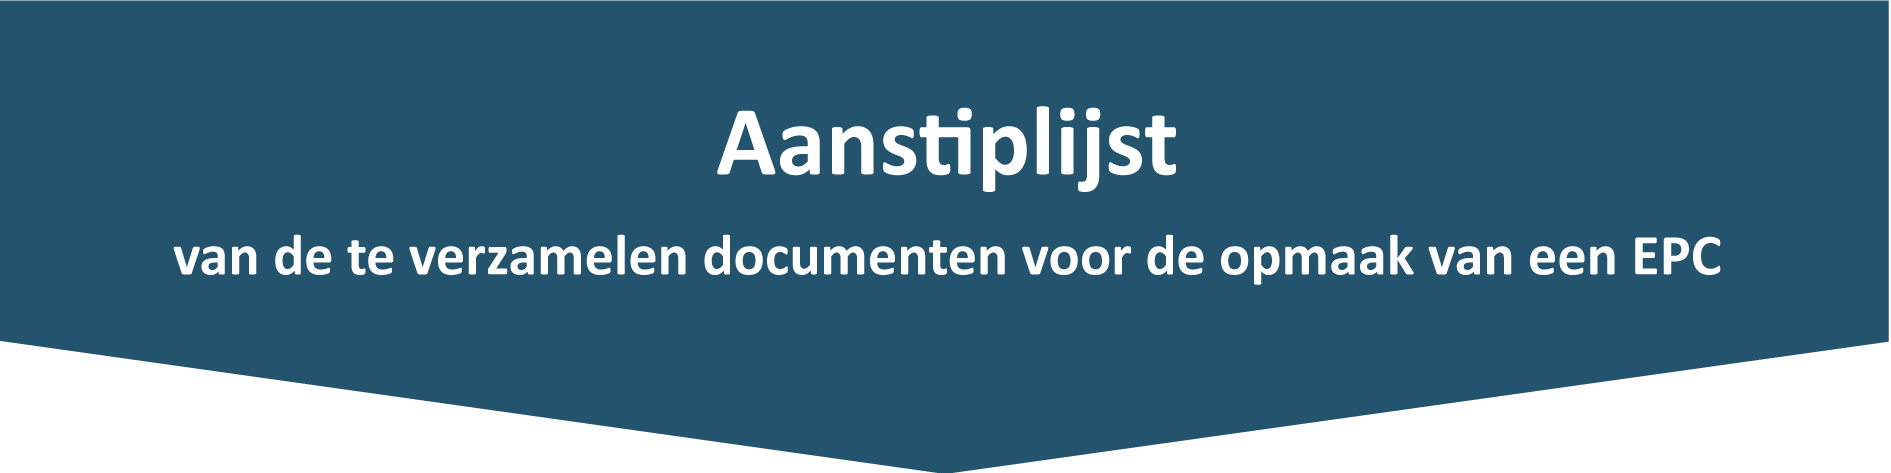 Aanstiplijst
van de te verzamelen documenten voor de opmaak van een EPC